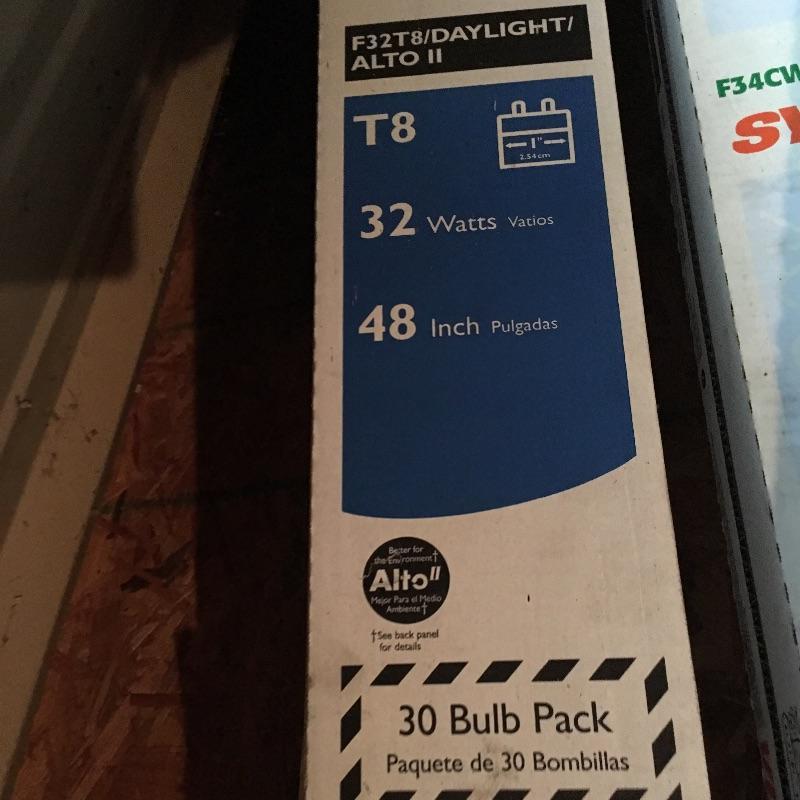 F32T8/DAYLIGHT/
ALTO II
T8
1"
2.54cm
32 Watts Vatios
48 Inch Pulgadas
Better for
the Environment†
Alto II
Mejor Para el Medio
Ambiente†
†See back panel
for details
30 Bulb Pack
Paquete de 30 Bombillas
F34CW
SY